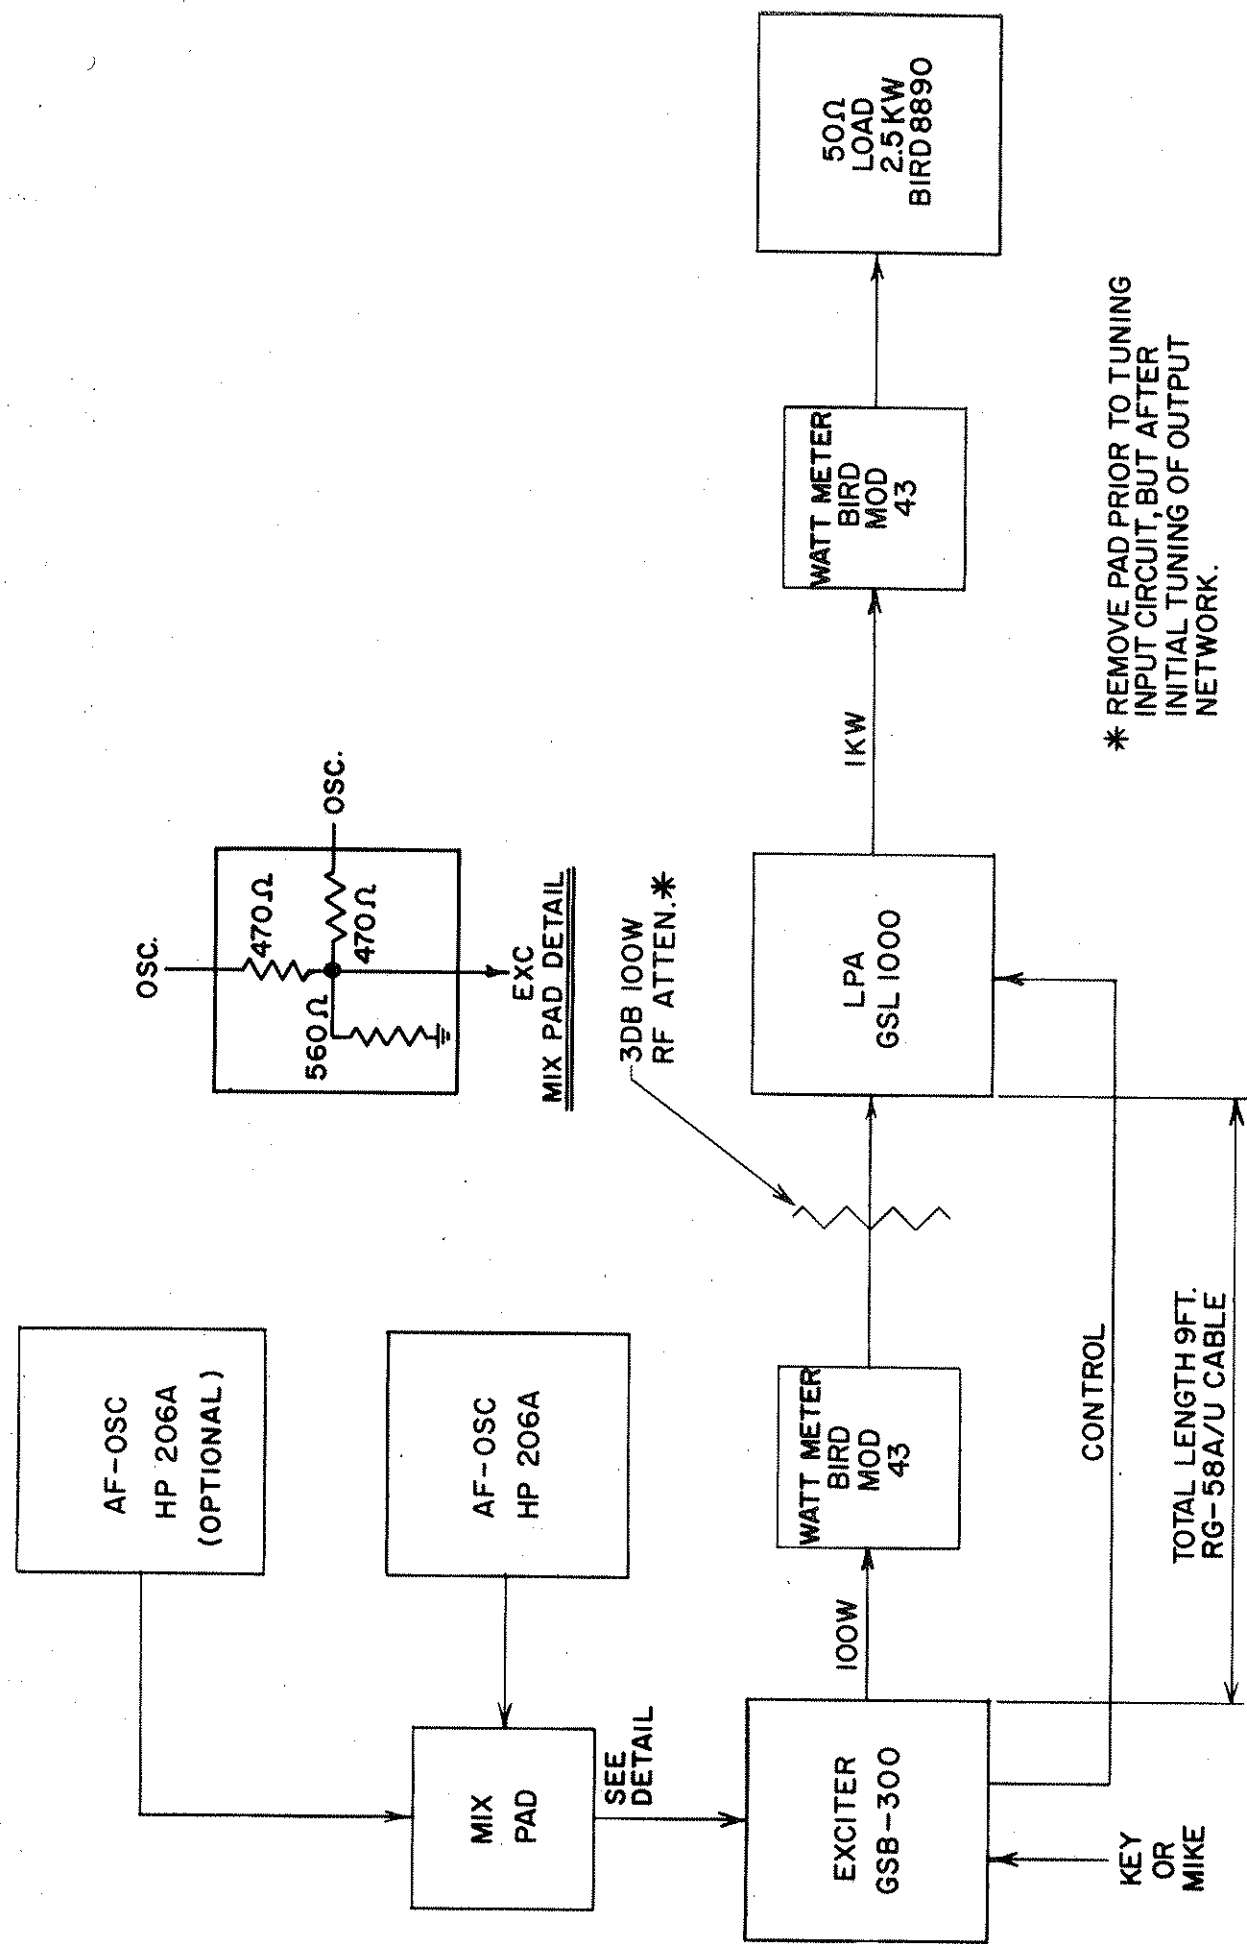 AF-OSC
HP 206A
(OPTIONAL)
AF-OSC
HP 206A
MIX
PAD
SEE
DETAIL
EXCITER
GSB-300
KEY
OR
MIKE
100W
WATT METER
BIRD
MOD
43
3DB 100W
RF ATTEN.*
LPA
GSL 1000
1KW
WATT METER
BIRD
MOD
43
50Ω
LOAD
2.5 KW
BIRD 8890
CONTROL
TOTAL LENGTH 9FT.
RG-58A/U CABLE
OSC.
470Ω
OSC.
470Ω
560Ω
EXC
MIX PAD DETAIL
* REMOVE PAD PRIOR TO TUNING
INPUT CIRCUIT, BUT AFTER
INITIAL TUNING OF OUTPUT
NETWORK.